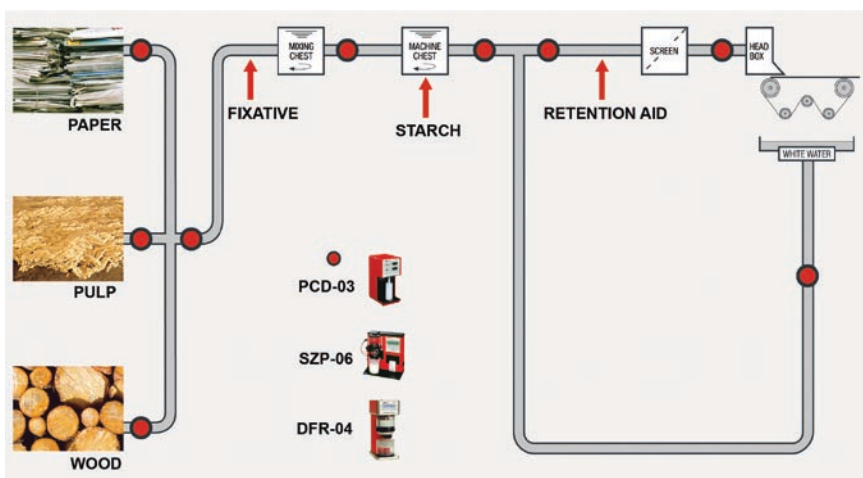 PAPER
PULP
WOOD
FIXATIVE
MIXING
CHEST
MACHINE
CHEST
STARCH
RETENTION AID
SCREEN
HEAD
BOX
WHITE WATER
PCD-03
SZP-06
DFR-04